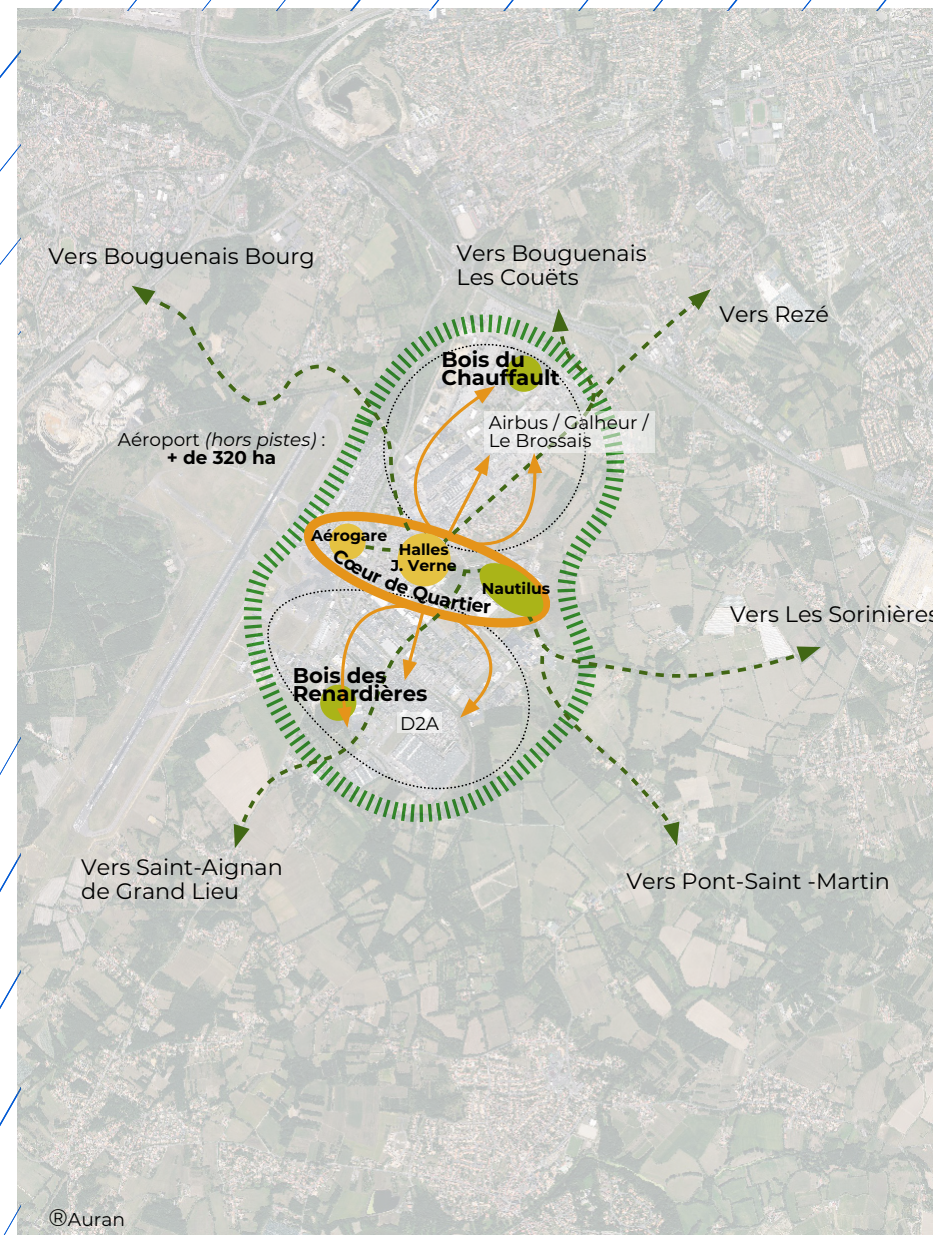 Vers Bouguenais Bourg
Vers Bouguenais
Les Couëts
Vers Rezé
Bois du
Chauffault
Airbus / Galheur /
Le Brossais
Aéroport (hors pistes) :
+ de 320 ha
Aérogare
Halles
J. Verne
Cœur de Quartier
Nautilus
Vers Les Sorinières
Bois des
Renardières
D2A
Vers Saint-Aignan
de Grand Lieu
Vers Pont-Saint -Martin
®Auran